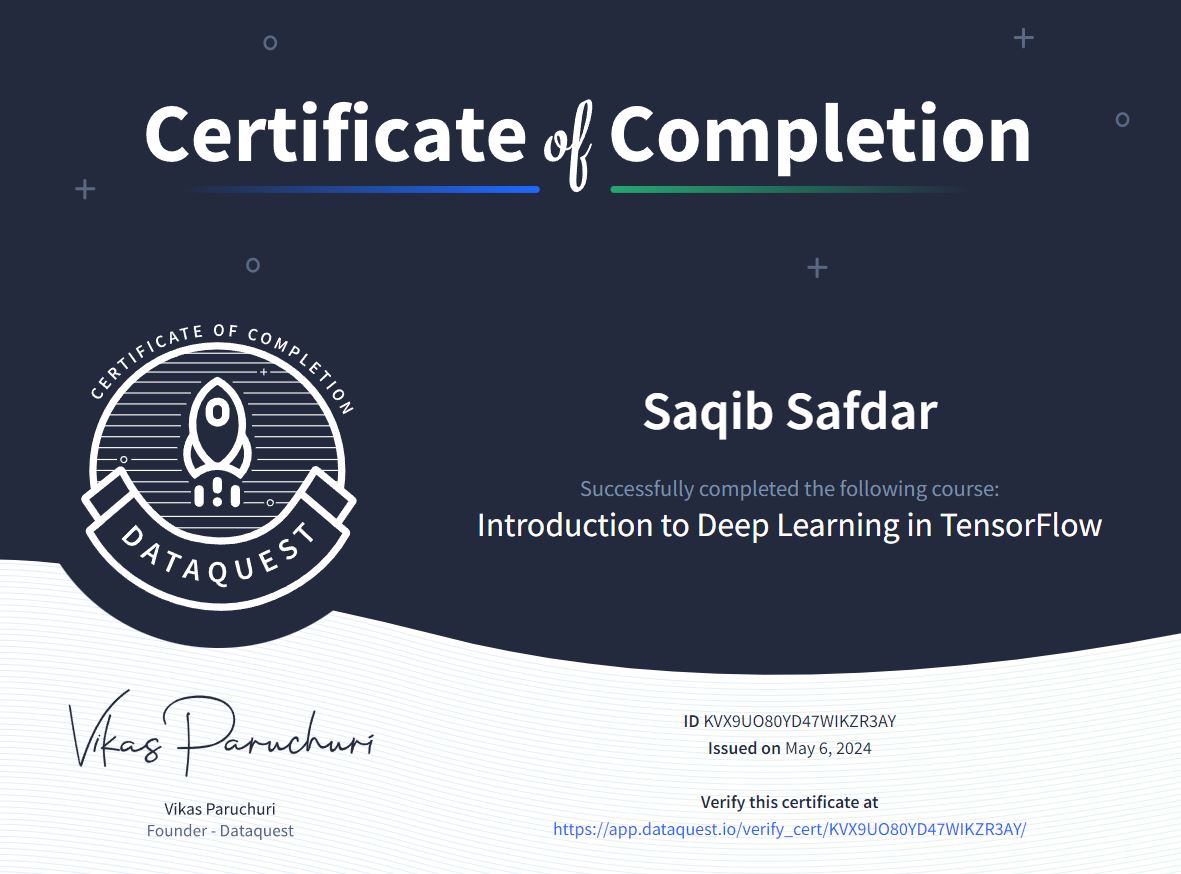 Certificate of Completion
CERTIFICATE OF COMPLETION
DATAQUEST
Saqib Safdar
Successfully completed the following course:
Introduction to Deep Learning in TensorFlow
Vikas Paruchuri
Vikas Paruchuri
Founder - Dataquest
ID KVX9UO80YD47WIKZR3AY
Issued on May 6, 2024
Verify this certificate at
https://app.dataquest.io/verify_cert/KVX9UO80YD47WIKZR3AY/